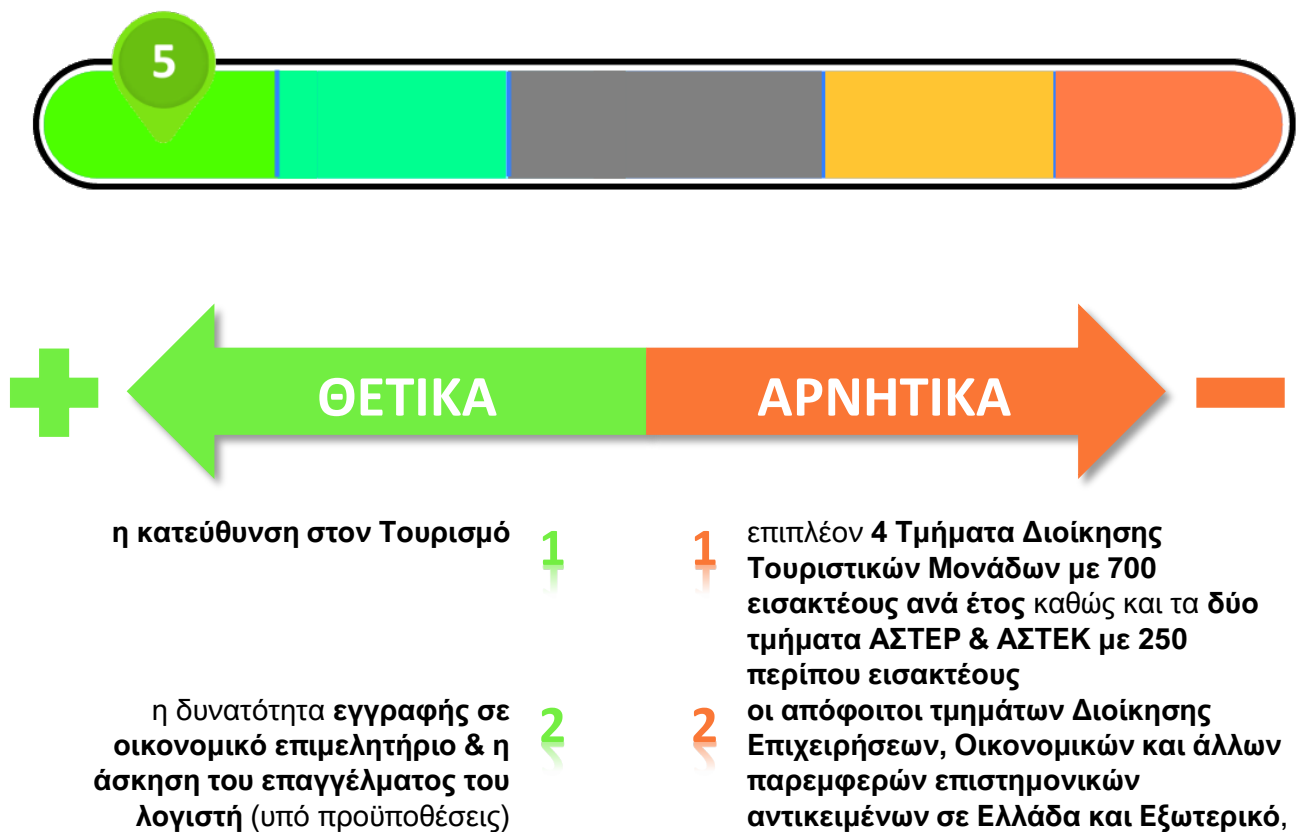 5
ΘΕΤΙΚΑ
ΑΡΝΗΤΙΚΑ
η κατεύθυνση στον Τουρισμό
1
η δυνατότητα εγγραφής σε
οικονομικό επιμελητήριο & η
άσκηση του επαγγέλματος του
λογιστή (υπό προϋποθέσεις)
2
1
επιπλέον 4 Τμήματα Διοίκησης
Τουριστικών Μονάδων με 700
εισακτέους ανά έτος καθώς και τα δύο
τμήματα ΑΣΤΕΡ & ΑΣΤΕΚ με 250
περίπου εισακτέους
2
οι απόφοιτοι τμημάτων Διοίκησης
Επιχειρήσεων, Οικονομικών και άλλων
παρεμφερών επιστημονικών
αντικειμένων σε Ελλάδα και Εξωτερικό,